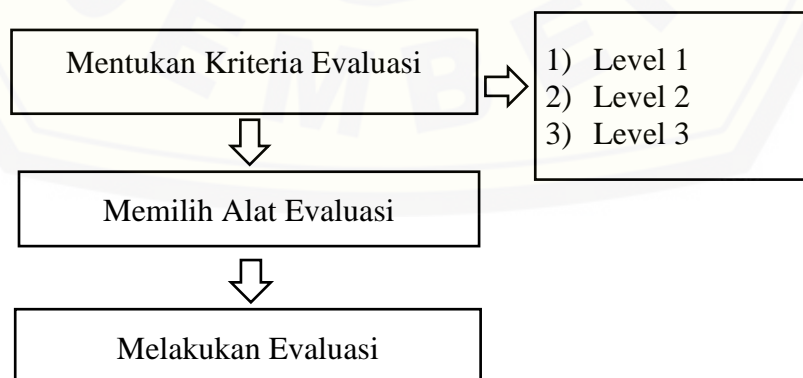 Mentukan Kriteria Evaluasi
1) Level 1
2) Level 2
3) Level 3
Memilih Alat Evaluasi
Melakukan Evaluasi